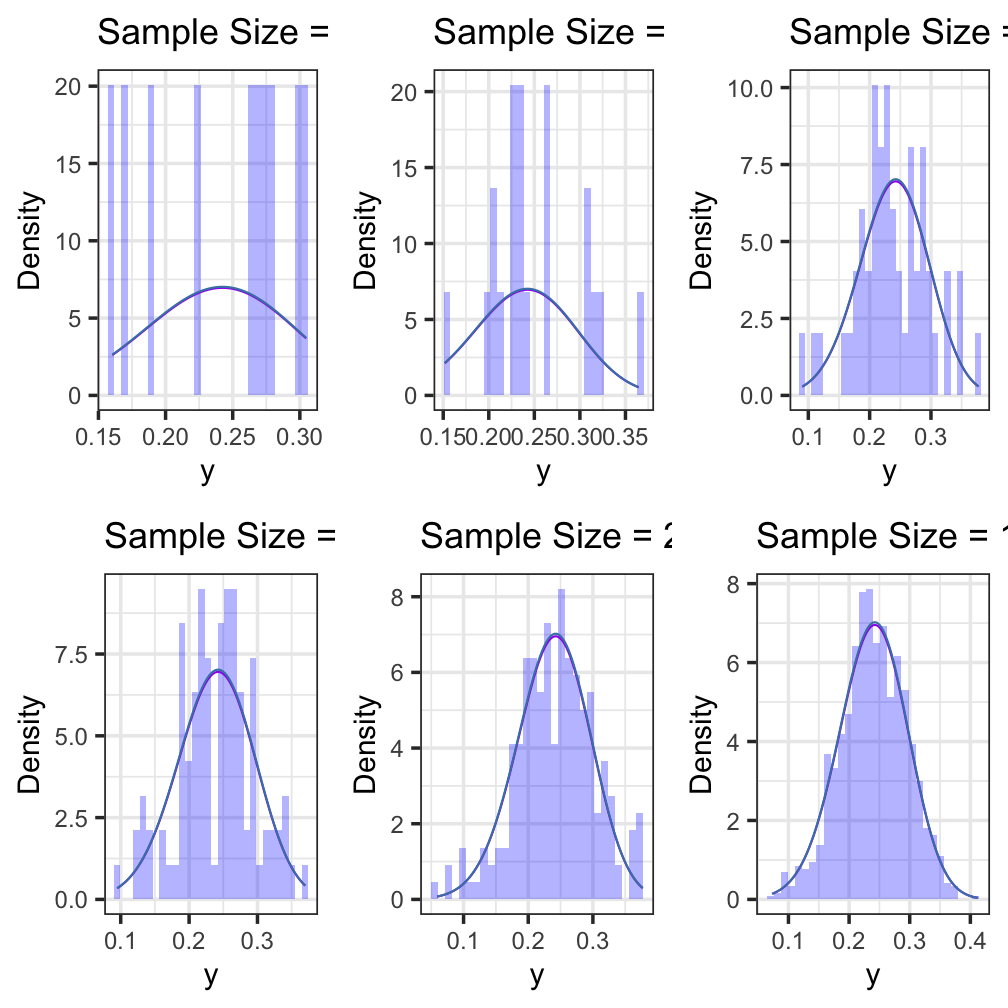 Sample Size =
Sample Size =
Sample Size =
Density
20
15
10
5
0
0.15 0.20 0.25 0.30
y
Density
20
15
10
5
0
0.15 0.20 0.25 0.30 0.35
y
Density
10.0
7.5
5.0
2.5
0.0
0.1 0.2 0.3
y
Sample Size =
Sample Size = 2
Sample Size = 1
Density
7.5
5.0
2.5
0.0
0.1 0.2 0.3
y
Density
8
6
4
2
0
0.1 0.2 0.3
y
Density
8
6
4
2
0
0.1 0.2 0.3 0.4
y